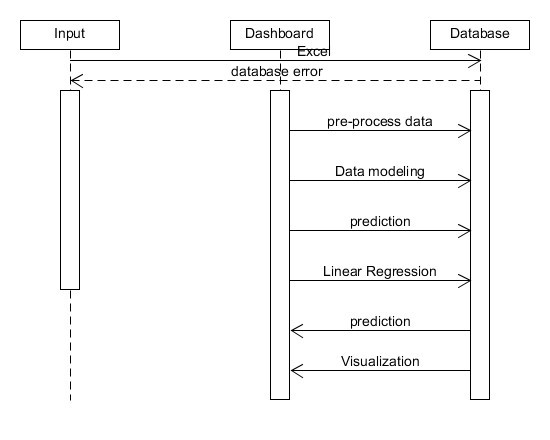 Input
Dashboard
Database
Excel
database error
pre-process data
Data modeling
prediction
Linear Regression
prediction
Visualization